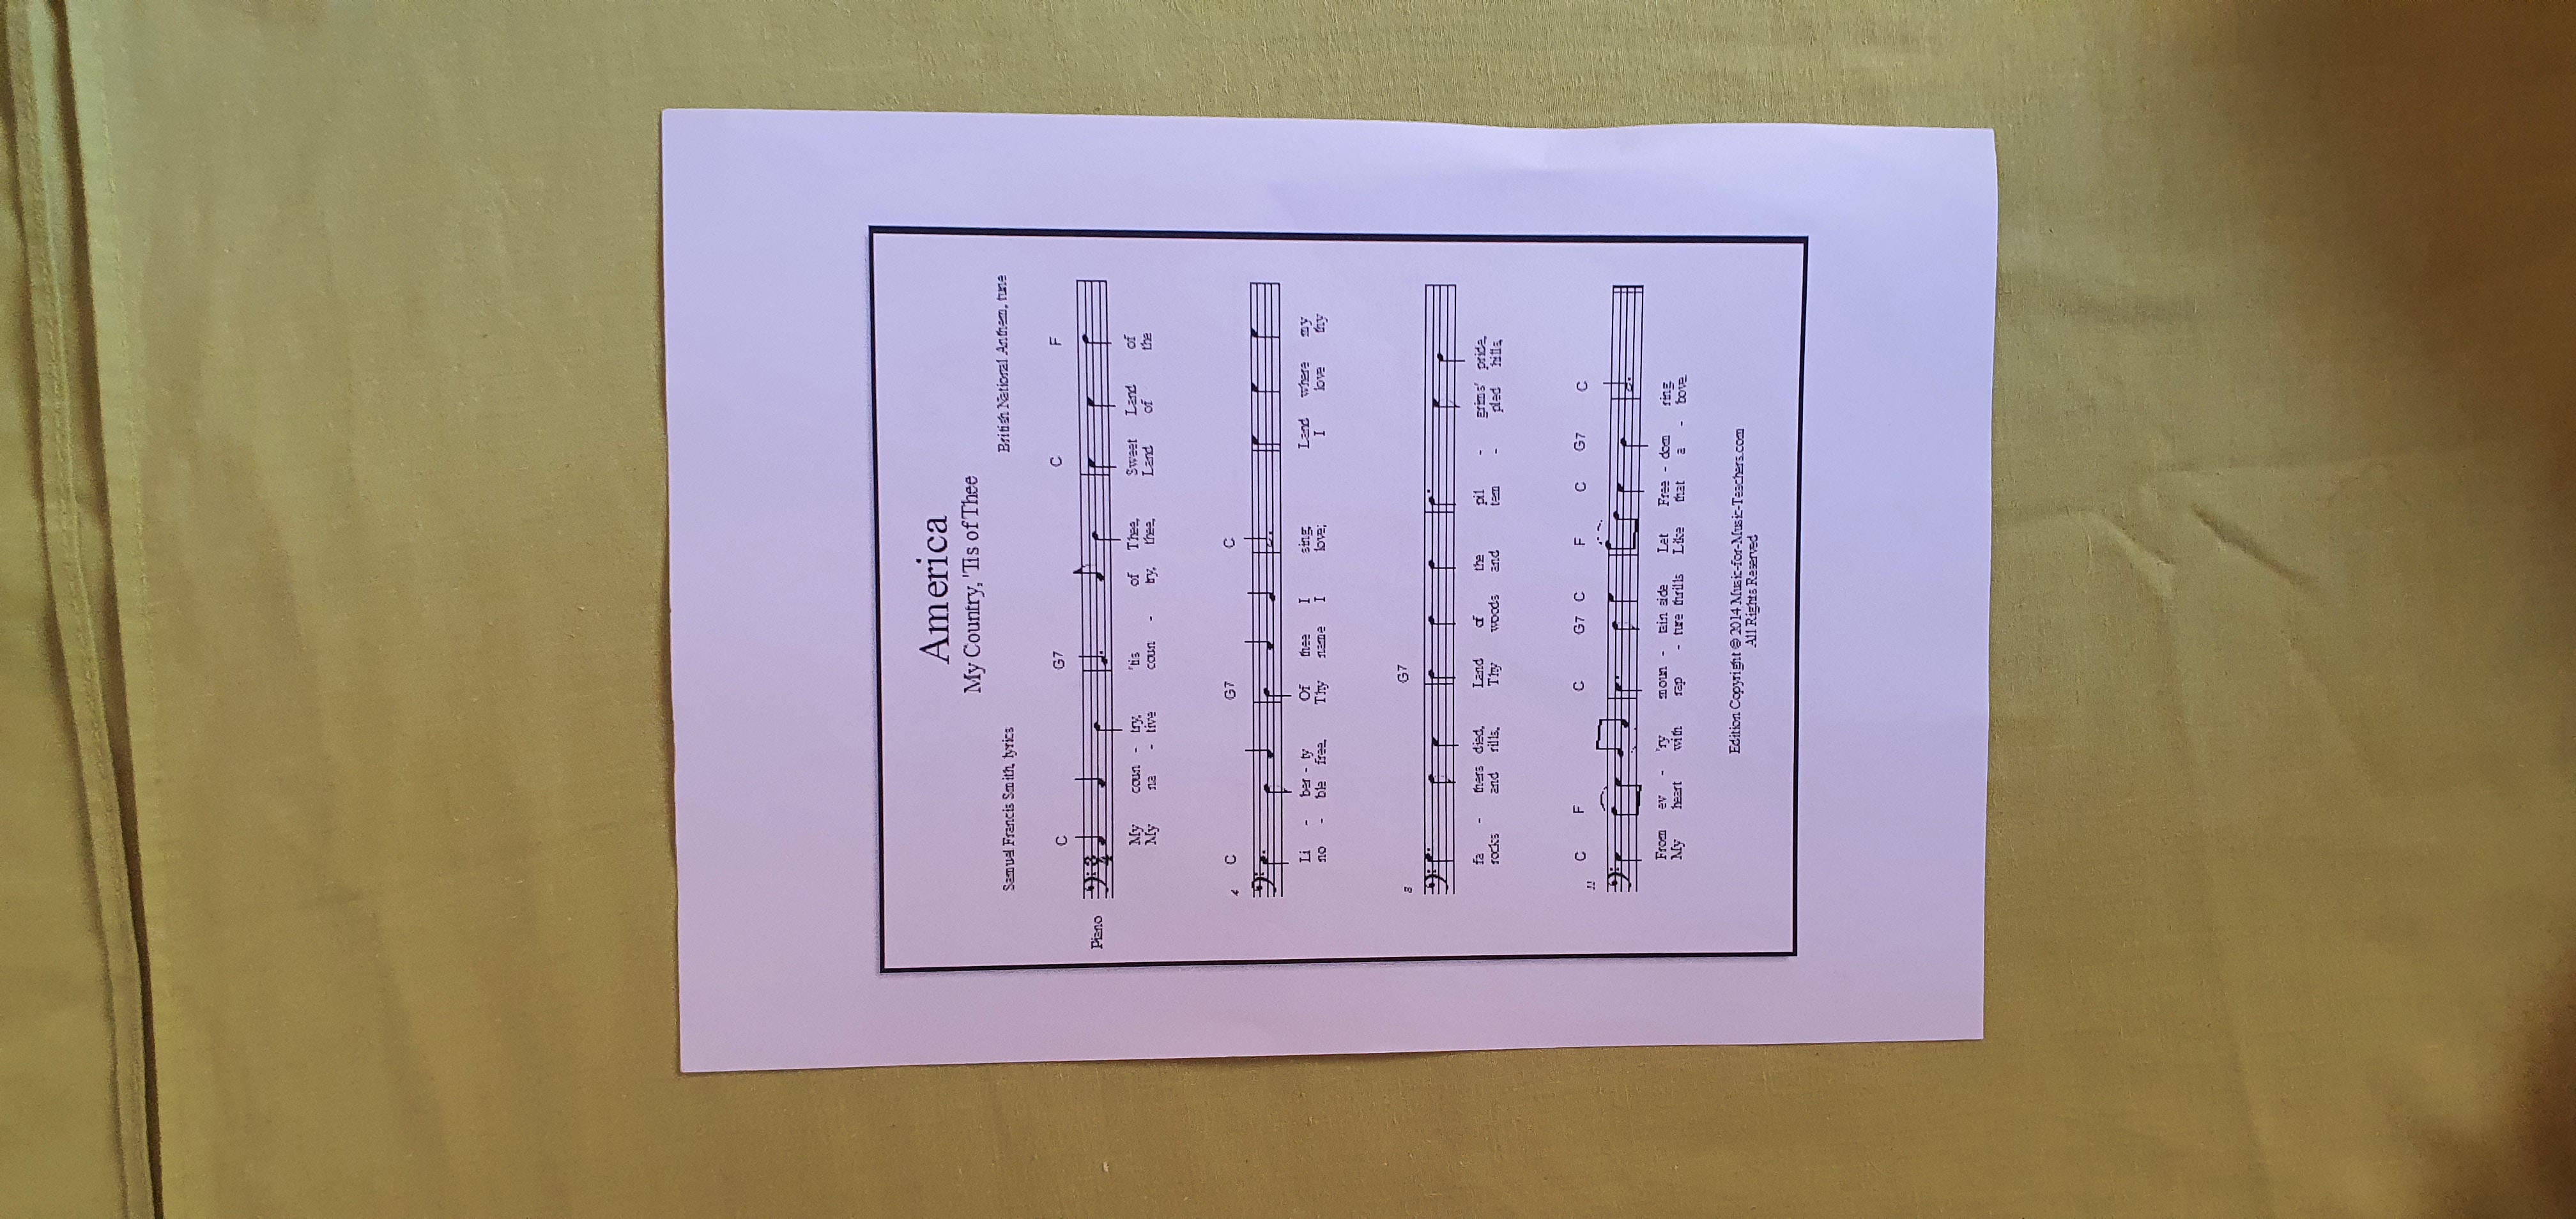 America
My Country, 'Tis of Thee
Samuel Francis Smith, lyrics
British National Anthem, tune
C G7 C F
Piano
3
4
My coun - try, 'tis of Thee, Sweet Land of
My na - tive coun - try, thee, Land of the
C G7 C
4
Li - ber - ty Of thee I sing Land where my
no - ble free, Thy name I love; I love thy
G7
8
fa - thers died, Land of the pil - grims' pride,
rocks and rills, Thy woods and tem - pled hills,
C F C G7 C F C G7 C
11
From ev - 'ry moun - tain side Let Free - dom ring
My heart with rap - ture thrills Like that a - bove.
Edition Copyright © 2014 Music-for-Music-Teachers.com
All Rights Reserved